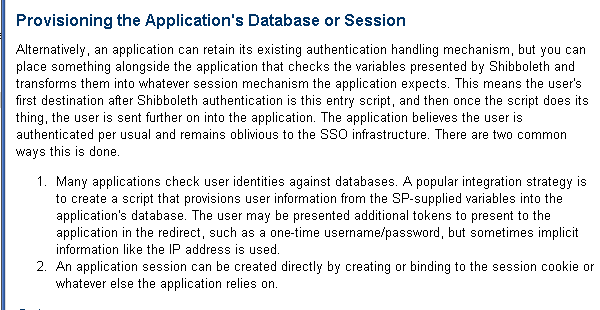 Provisioning the Application's Database or Session
Alternatively, an application can retain its existing authentication handling mechanism, but you can
place something alongside the application that checks the variables presented by Shibboleth and
transforms them into whatever session mechanism the application expects. This means the user's
first destination after Shibboleth authentication is this entry script, and then once the script does its
thing, the user is sent further on into the application. The application believes the user is
authenticated per usual and remains oblivious to the SSO infrastructure. There are two common
ways this is done.
1. Many applications check user identities against databases. A popular integration strategy is
to create a script that provisions user information from the SP-supplied variables into the
application's database. The user may be presented additional tokens to present to the
application in the redirect, such as a one-time username/password, but sometimes implicit
information like the IP address is used.
2. An application session can be created directly by creating or binding to the session cookie or
whatever else the application relies on.